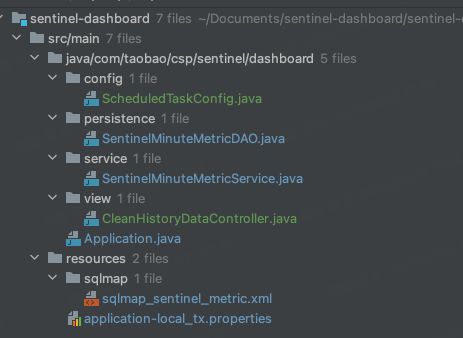 sentinel-dashboard 7 files ~/Documents/sentinel-dashboard/sentinel-
src/main 7 files
java/com/taobao/csp/sentinel/dashboard 5 files
config 1 file
ScheduledTaskConfig.java
persistence 1 file
SentinelMinuteMetricDAO.java
service 1 file
SentinelMinuteMetricService.java
view 1 file
CleanHistoryDataController.java
Application.java
resources 2 files
sqlmap 1 file
sqlmap_sentinel_metric.xml
application-local_tx.properties